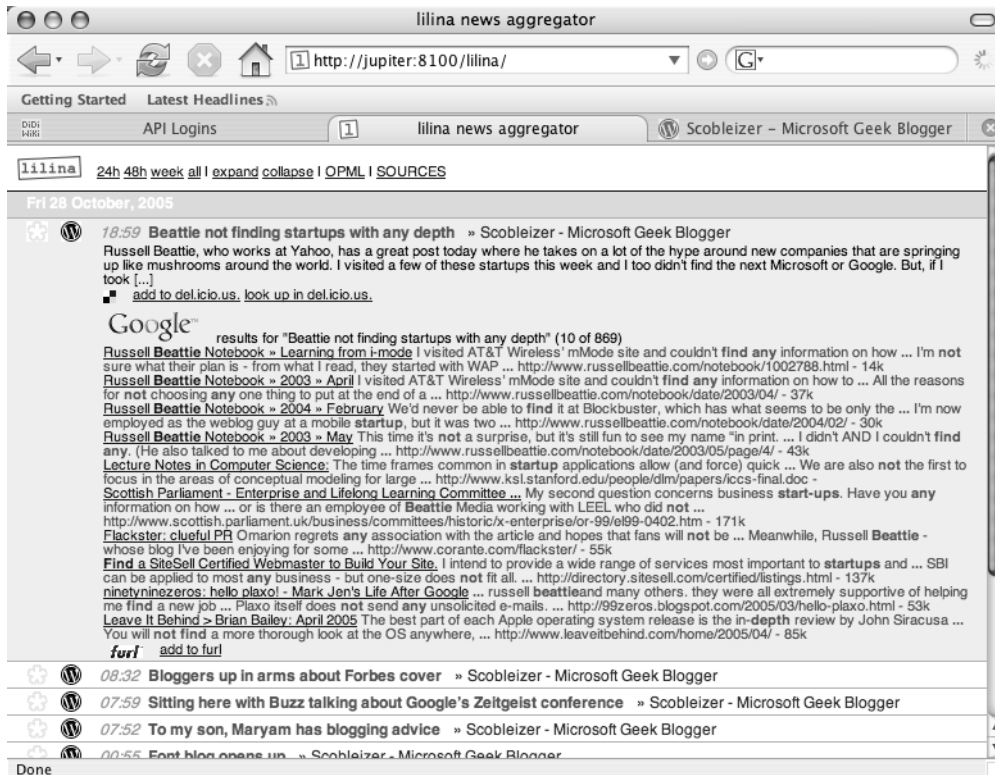 lilina news aggregator
http://jupiter:8100/lilina/
G
Getting Started Latest Headlines
DiDi WiKi API Logins 1 lilina news aggregator Scobleizer – Microsoft Geek Blogger
lilina 24h 48h week all I expand collapse I OPML I SOURCES
Fri 28 October, 2005
18:59 Beattie not finding startups with any depth » Scobleizer - Microsoft Geek Blogger
Russell Beattie, who works at Yahoo, has a great post today where he takes on a lot of the hype around new companies that are springing
up like mushrooms around the world. I visited a few of these startups this week and I too didn't find the next Microsoft or Google. But, if I
took [...]
add to del.icio.us. look up in del.icio.us.
Google™ results for "Beattie not finding startups with any depth" (10 of 869)
Russell Beattie Notebook » Learning from i-mode I visited AT&T Wireless' mMode site and couldn't find any information on how ... I'm not
sure what their plan is - from what I read, they started with WAP ... http://www.russellbeattie.com/notebook/1002788.html - 14k
Russell Beattie Notebook » 2003 » April I visited AT&T Wireless' mMode site and couldn't find any information on how to ... All the reasons
for not choosing any one thing to put at the end of a ... http://www.russellbeattie.com/notebook/date/2003/04/ - 37k
Russell Beattie Notebook » 2004 » February We'd never be able to find it at Blockbuster, which has what seems to be only the ... I'm now
employed as the weblog guy at a mobile startup, but it was two ... http://www.russellbeattie.com/notebook/date/2004/02/ - 30k
Russell Beattie Notebook » 2003 » May This time it's not a surprise, but it's still fun to see my name "in print. ... I didn't AND I couldn't find
any. (He also talked to me about developing ... http://www.russellbeattie.com/notebook/date/2003/05/page/4/ - 43k
Lecture Notes in Computer Science: The time frames common in startup applications allow (and force) quick ... We are also not the first to
focus in the areas of conceptual modeling for large ... http://www.ksl.stanford.edu/people/dlm/papers/iccs-final.doc -
Scottish Parliament - Enterprise and Lifelong Learning Committee ... My second question concerns business start-ups. Have you any
information on how ... or is there an employee of Beattie Media working with LEEL who did not ...
http://www.scottish.parliament.uk/business/committees/historic/x-enterprise/or-99/el99-0402.htm - 171k
Flackster: clueful PR Omarion regrets any association with the article and hopes that fans will not be ... Meanwhile, Russell Beattie -
whose blog I've been enjoying for some ... http://www.corante.com/flackster/ - 55k
Find a SiteSell Certified Webmaster to Build Your Site. I intend to provide a wide range of services most important to startups and ... SBI
can be applied to most any business - but one-size does not fit all. ... http://directory.sitesell.com/certified/listings.html - 137k
ninetyninezeros: hello plaxo! - Mark Jen's Life After Google ... russell beattieand many others. they were all extremely supportive of helping
me find a new job ... Plaxo itself does not send any unsolicited e-mails. ... http://99zeros.blogspot.com/2005/03/hello-plaxo.html - 53k
Leave It Behind > Brian Bailey: April 2005 The best part of each Apple operating system release is the in-depth review by John Siracusa ...
You will not find a more thorough look at the OS anywhere, ... http://www.leaveitbehind.com/home/2005/04/ - 85k
furl add to furl
08:32 Bloggers up in arms about Forbes cover » Scobleizer - Microsoft Geek Blogger
07:59 Sitting here with Buzz talking about Google's Zeitgeist conference » Scobleizer - Microsoft Geek Blogger
07:52 To my son, Maryam has blogging advice » Scobleizer - Microsoft Geek Blogger
00:55 Font blog opens up » Scobleizer - Microsoft Geek Blogger
Done